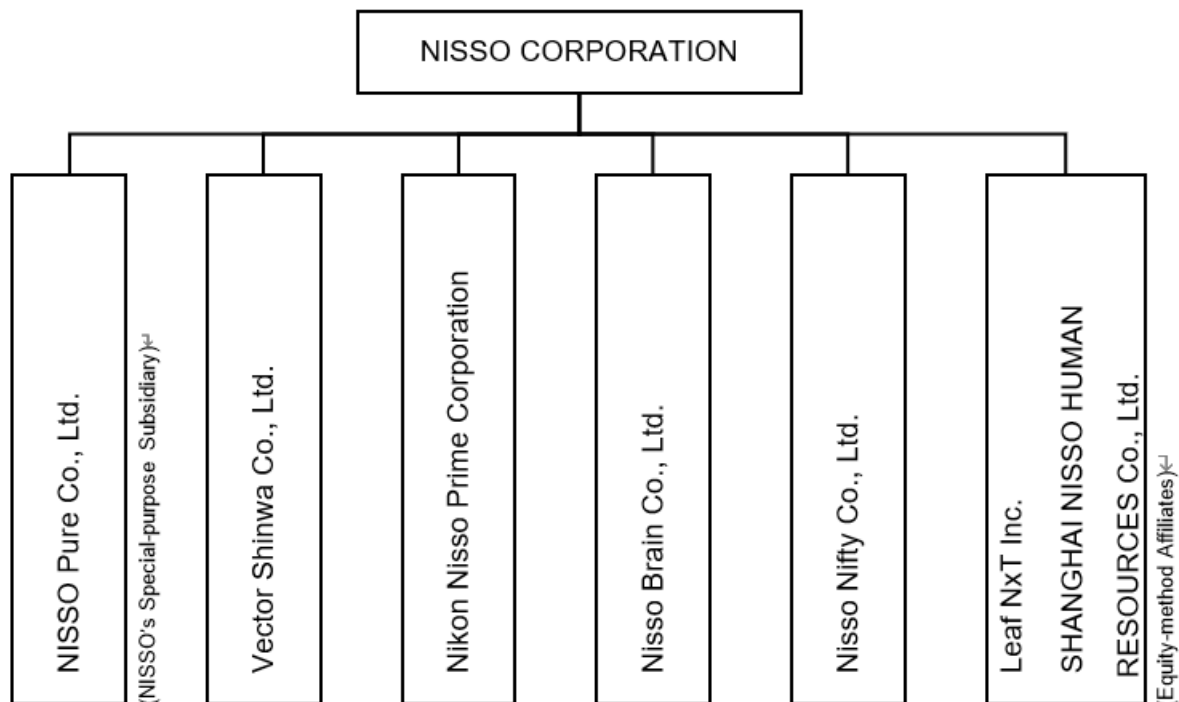 NISSO CORPORATION
NISSO Pure Co., Ltd.
(NISSO's Special-purpose Subsidiary)↵
Vector Shinwa Co., Ltd.
Nikon Nisso Prime Corporation
Nisso Brain Co., Ltd.
Nisso Nifty Co., Ltd.
Leaf NxT Inc.
SHANGHAI NISSO HUMAN
RESOURCES Co., Ltd.
(Equity-method Affiliates)↵